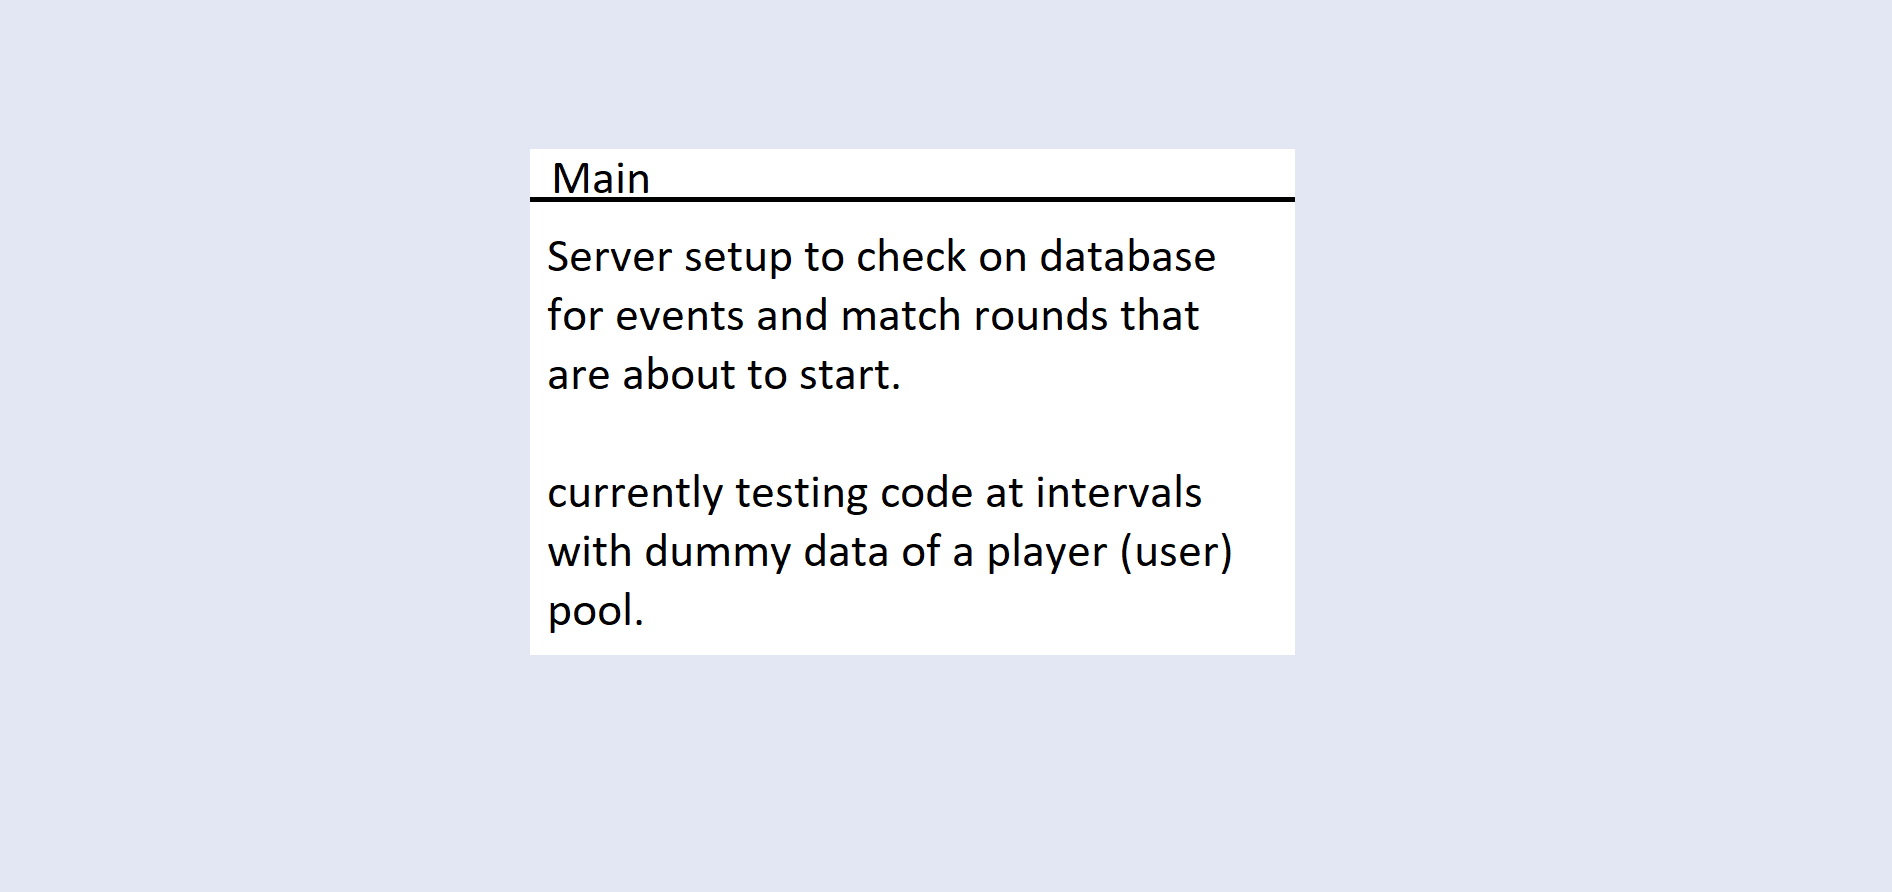 Main
Server setup to check on database
for events and match rounds that
are about to start.
currently testing code at intervals
with dummy data of a player (user)
pool.